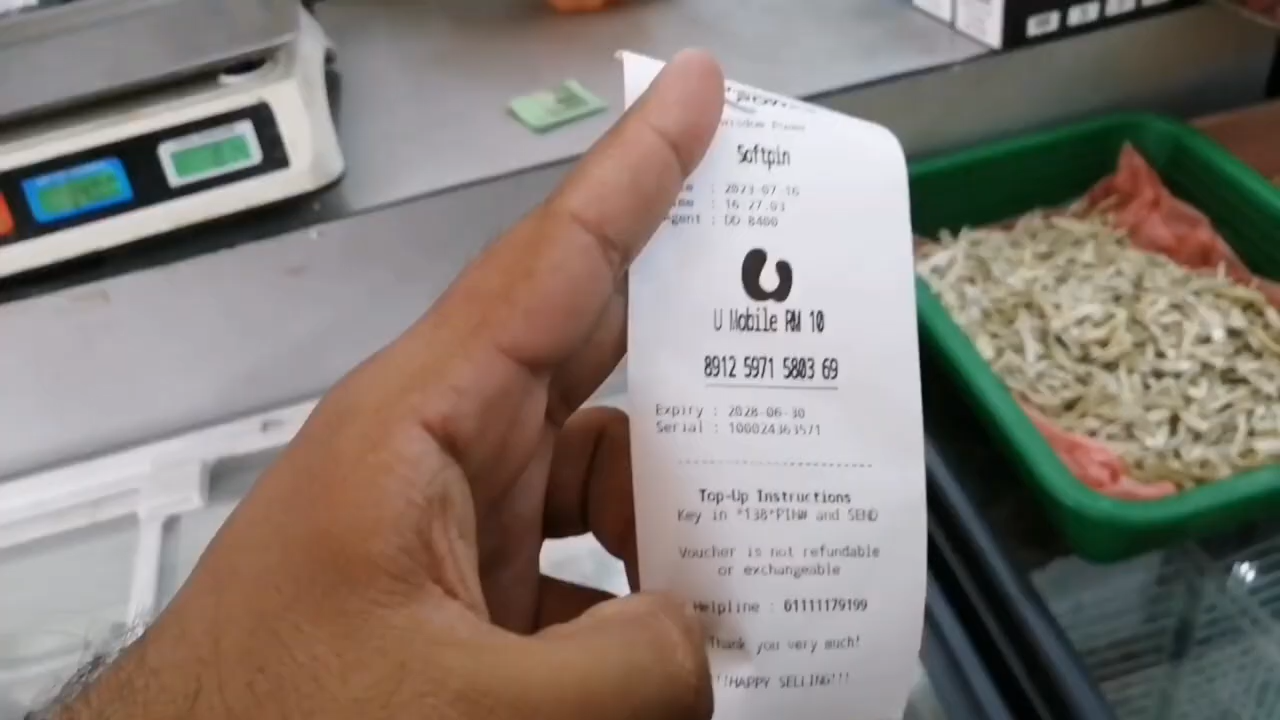 Softpin
: 2023-07-16
: 16:27:03
: DD 8400
U Mobile RM 10
8912 5971 5803 69
Expiry : 2028-06-30
Serial : 100024363571
Top-Up Instructions
Key in *138*PIN# and SEND
Voucher is not refundable
or exchangeable
Helpline : 01111179199
Thank you very much!
!!!HAPPY SELLING!!!